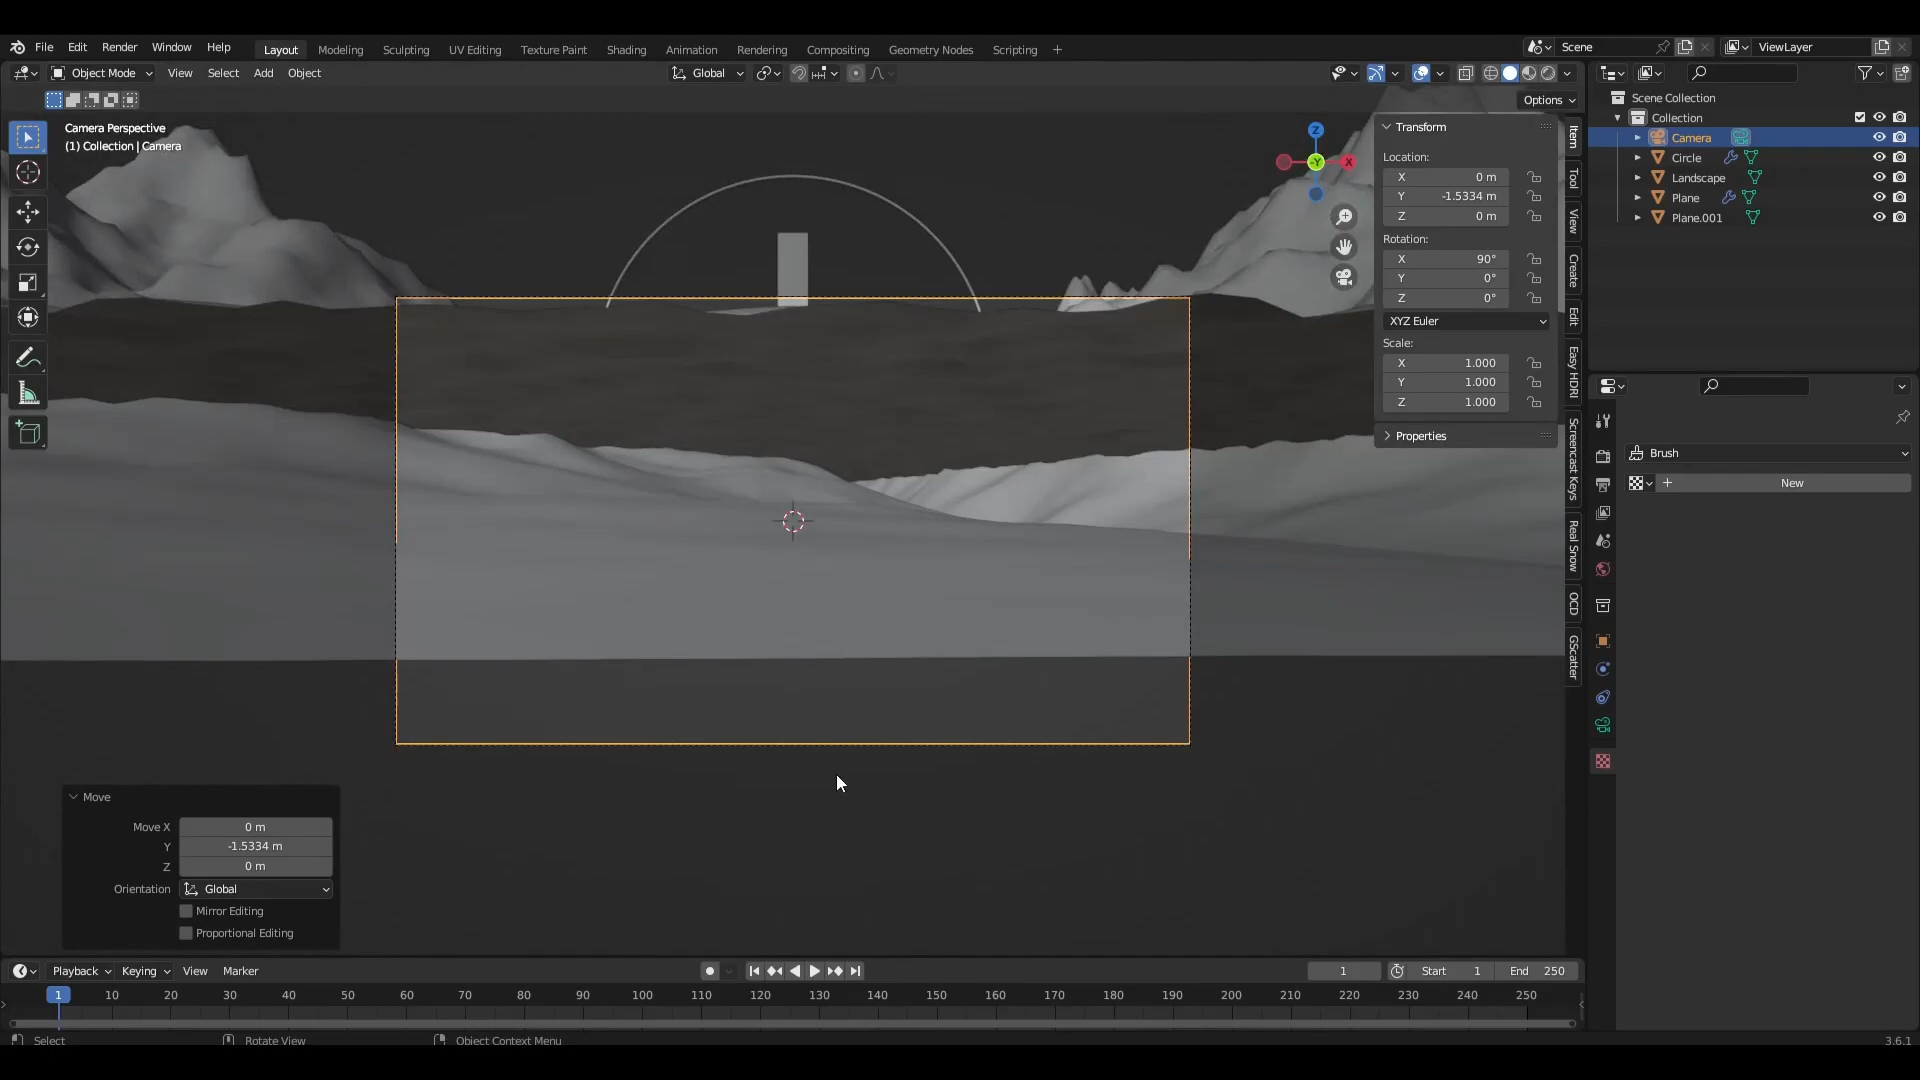 File Edit Render Window Help Layout Modeling Sculpting UV Editing Texture Paint Shading Animation Rendering Compositing Geometry Nodes Scripting + Scene ViewLayer
Object Mode View Select Add Object Global
Options
Camera Perspective
(1) Collection | Camera
Z
-Y
X
Transform
Location:
X 0 m
Y -1.5334 m
Z 0 m
Rotation:
X 90°
Y 0°
Z 0°
XYZ Euler
Scale:
X 1.000
Y 1.000
Z 1.000
Properties
Item
Tool
View
Create
Edit
Easy HDRI
Screencast Keys
Real Snow
OCD
GScatter
Scene Collection
Collection
Camera
Circle
Landscape
Plane
Plane.001
Brush
+ New
Move
Move X 0 m
Y -1.5334 m
Z 0 m
Orientation Global
Mirror Editing
Proportional Editing
Playback Keying View Marker 1 Start 1 End 250
1 10 20 30 40 50 60 70 80 90 100 110 120 130 140 150 160 170 180 190 200 210 220 230 240 250
Select Rotate View Object Context Menu 3.6.1